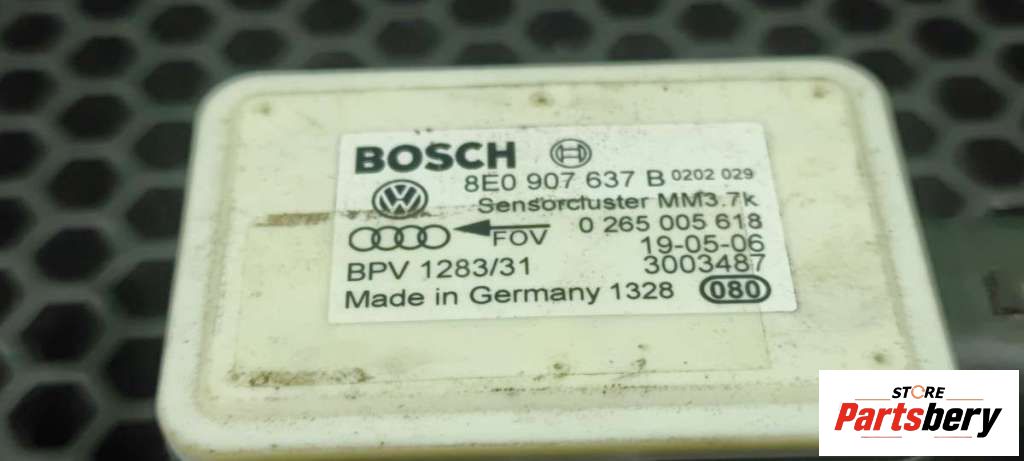 BOSCH
8E0 907 637 B 0202 029
Sensorcluster MM3.7k
0 265 005 618
FOV
19-05-06
BPV 1283/31 3003487
Made in Germany 1328 080
STORE
Partsbery